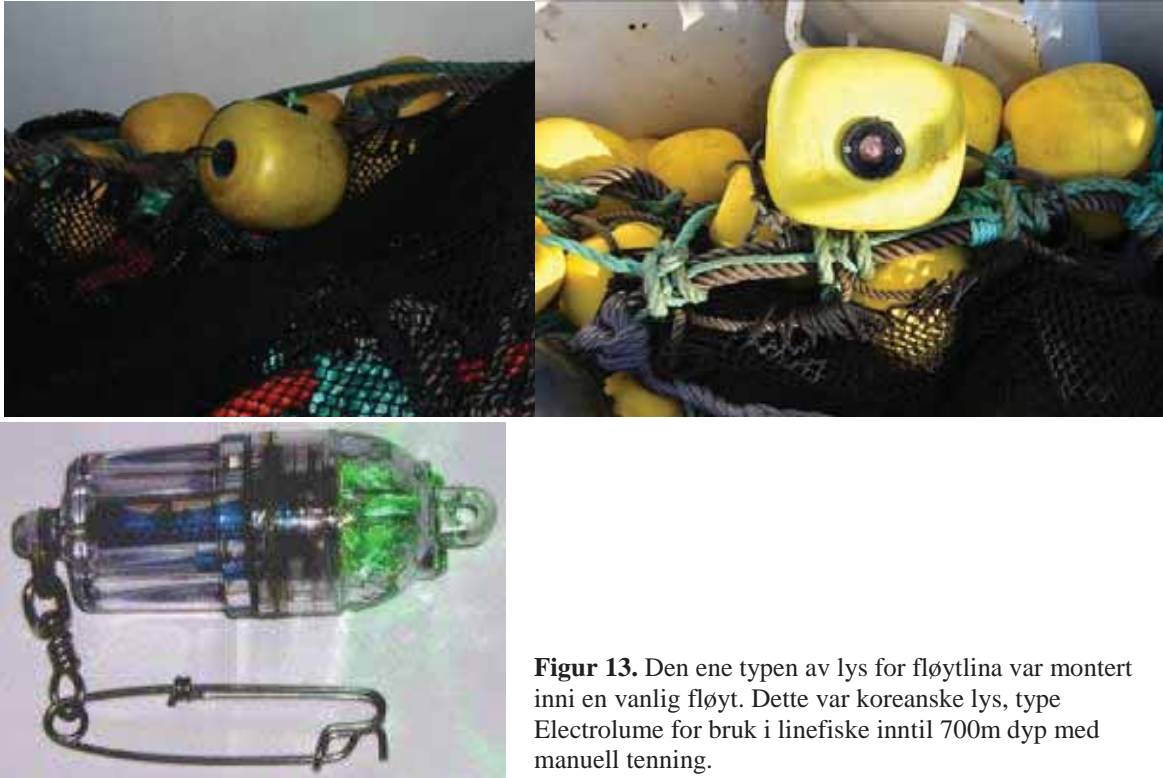 Figur 13. Den ene typen av lys for fløytlina var montert
inni en vanlig fløyt. Dette var koreanske lys, type
Electrolume for bruk i linefiske inntil 700m dyp med
manuell tenning.